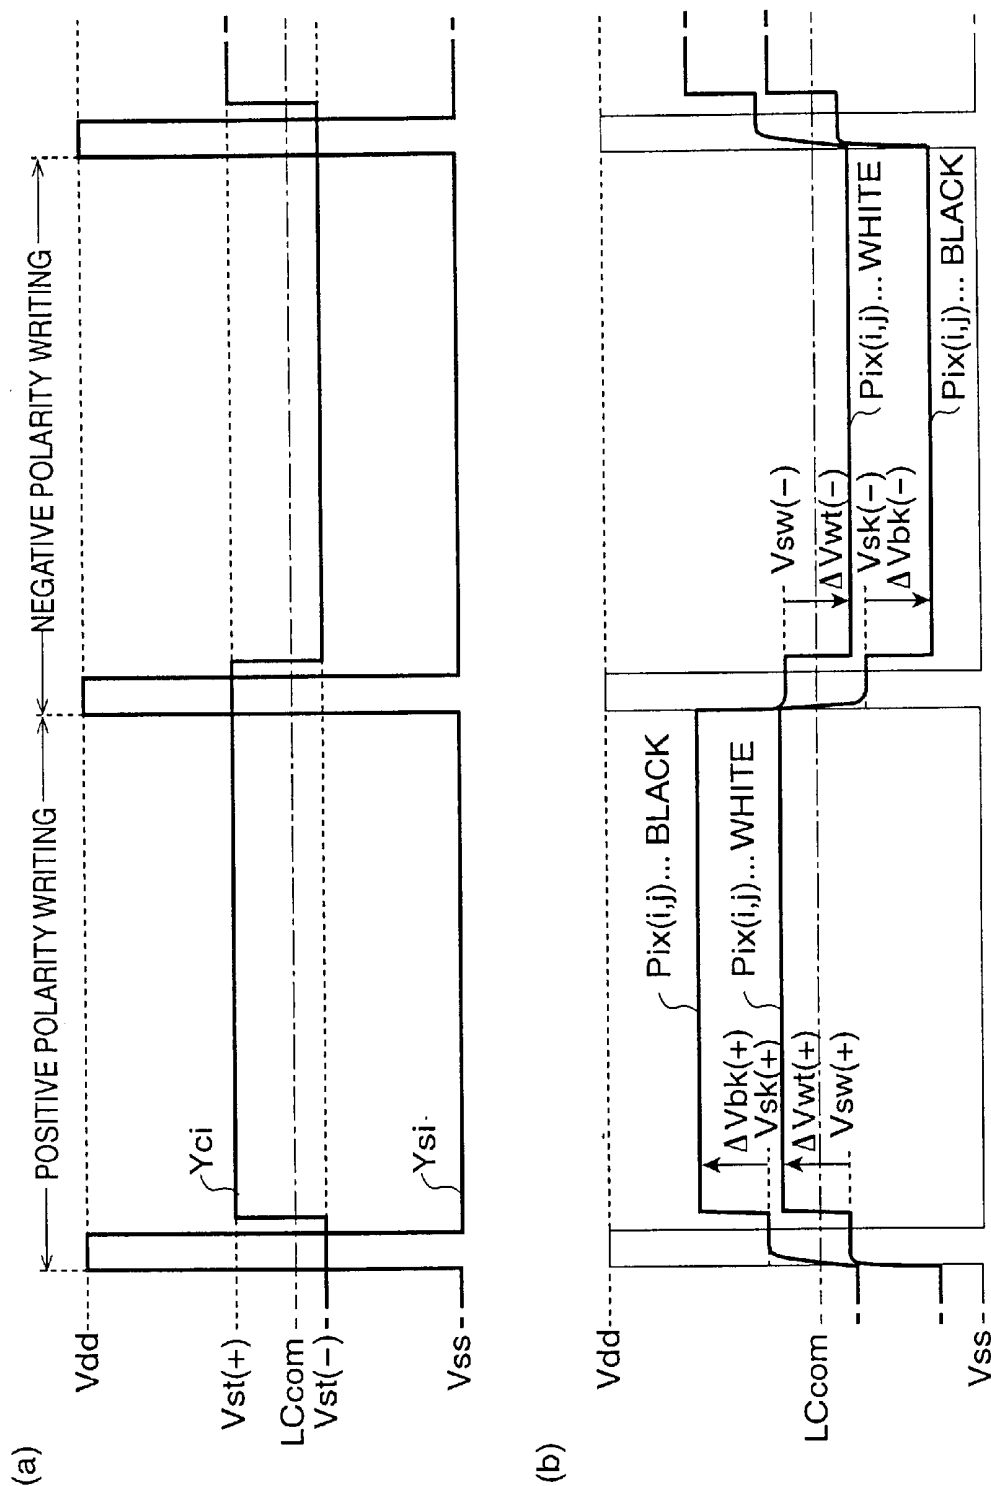 (a)
POSITIVE POLARITY WRITING
NEGATIVE POLARITY WRITING
Vdd
Vst(+)
LCcom
Vst(−)
Vss
Yci
Ysi
(b)
Vdd
LCcom
Vss
Pix(i,j)... BLACK
Pix(i,j)... WHITE
ΔVbk(+)
Vsk(+)
ΔVwt(+)
Vsw(+)
Vsw(−)
ΔVwt(−)
Vsk(−)
ΔVbk(−)
Pix(i,j)... WHITE
Pix(i,j)... BLACK